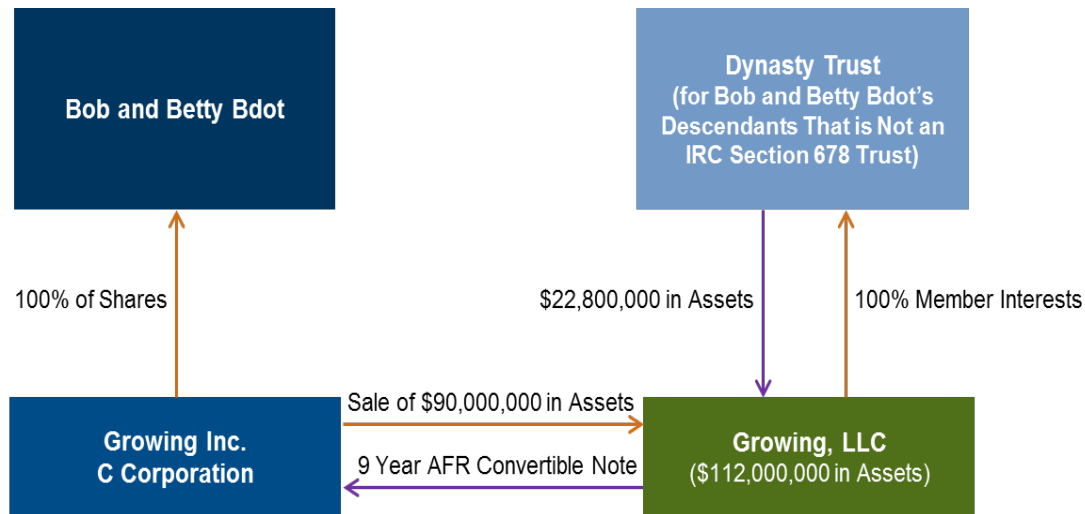 Bob and Betty Bdot
Dynasty Trust
(for Bob and Betty Bdot's
Descendants That is Not an
IRC Section 678 Trust)
100% of Shares
$22,800,000 in Assets
100% Member Interests
Sale of $90,000,000 in Assets
Growing Inc.
C Corporation
9 Year AFR Convertible Note
Growing, LLC
($112,000,000 in Assets)